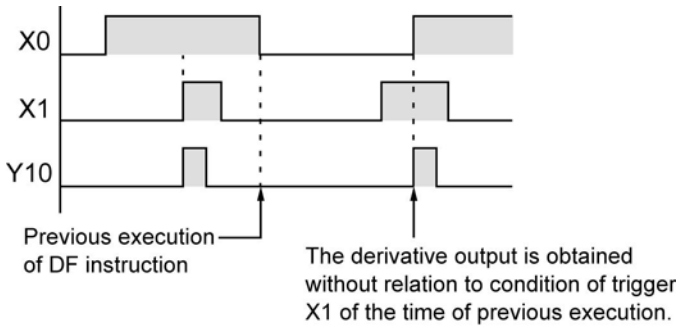 X0
X1
Y10
Previous execution
of DF instruction
The derivative output is obtained
without relation to condition of trigger
X1 of the time of previous execution.